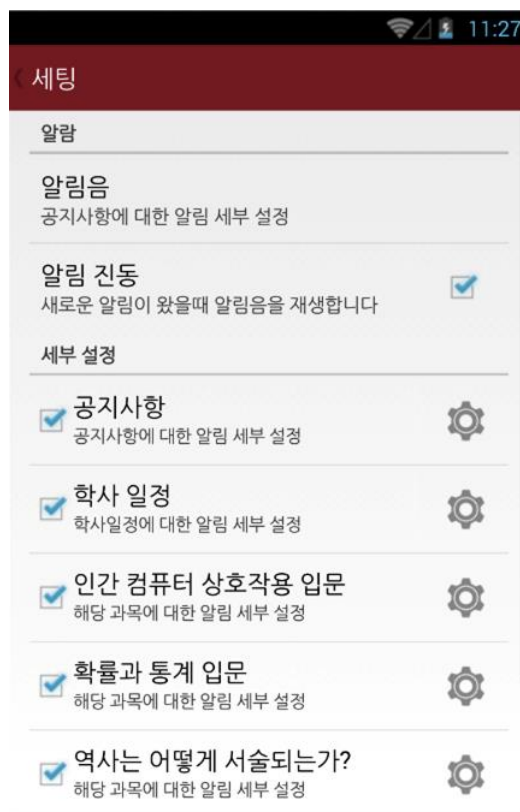 11:27
세팅
알람
알림음
공지사항에 대한 알림 세부 설정
알림 진동
새로운 알림이 왔을때 알림음을 재생합니다
세부 설정
공지사항
공지사항에 대한 알림 세부 설정
학사 일정
학사일정에 대한 알림 세부 설정
인간 컴퓨터 상호작용 입문
해당 과목에 대한 알림 세부 설정
확률과 통계 입문
해당 과목에 대한 알림 세부 설정
역사는 어떻게 서술되는가?
해당 과목에 대한 알림 세부 설정